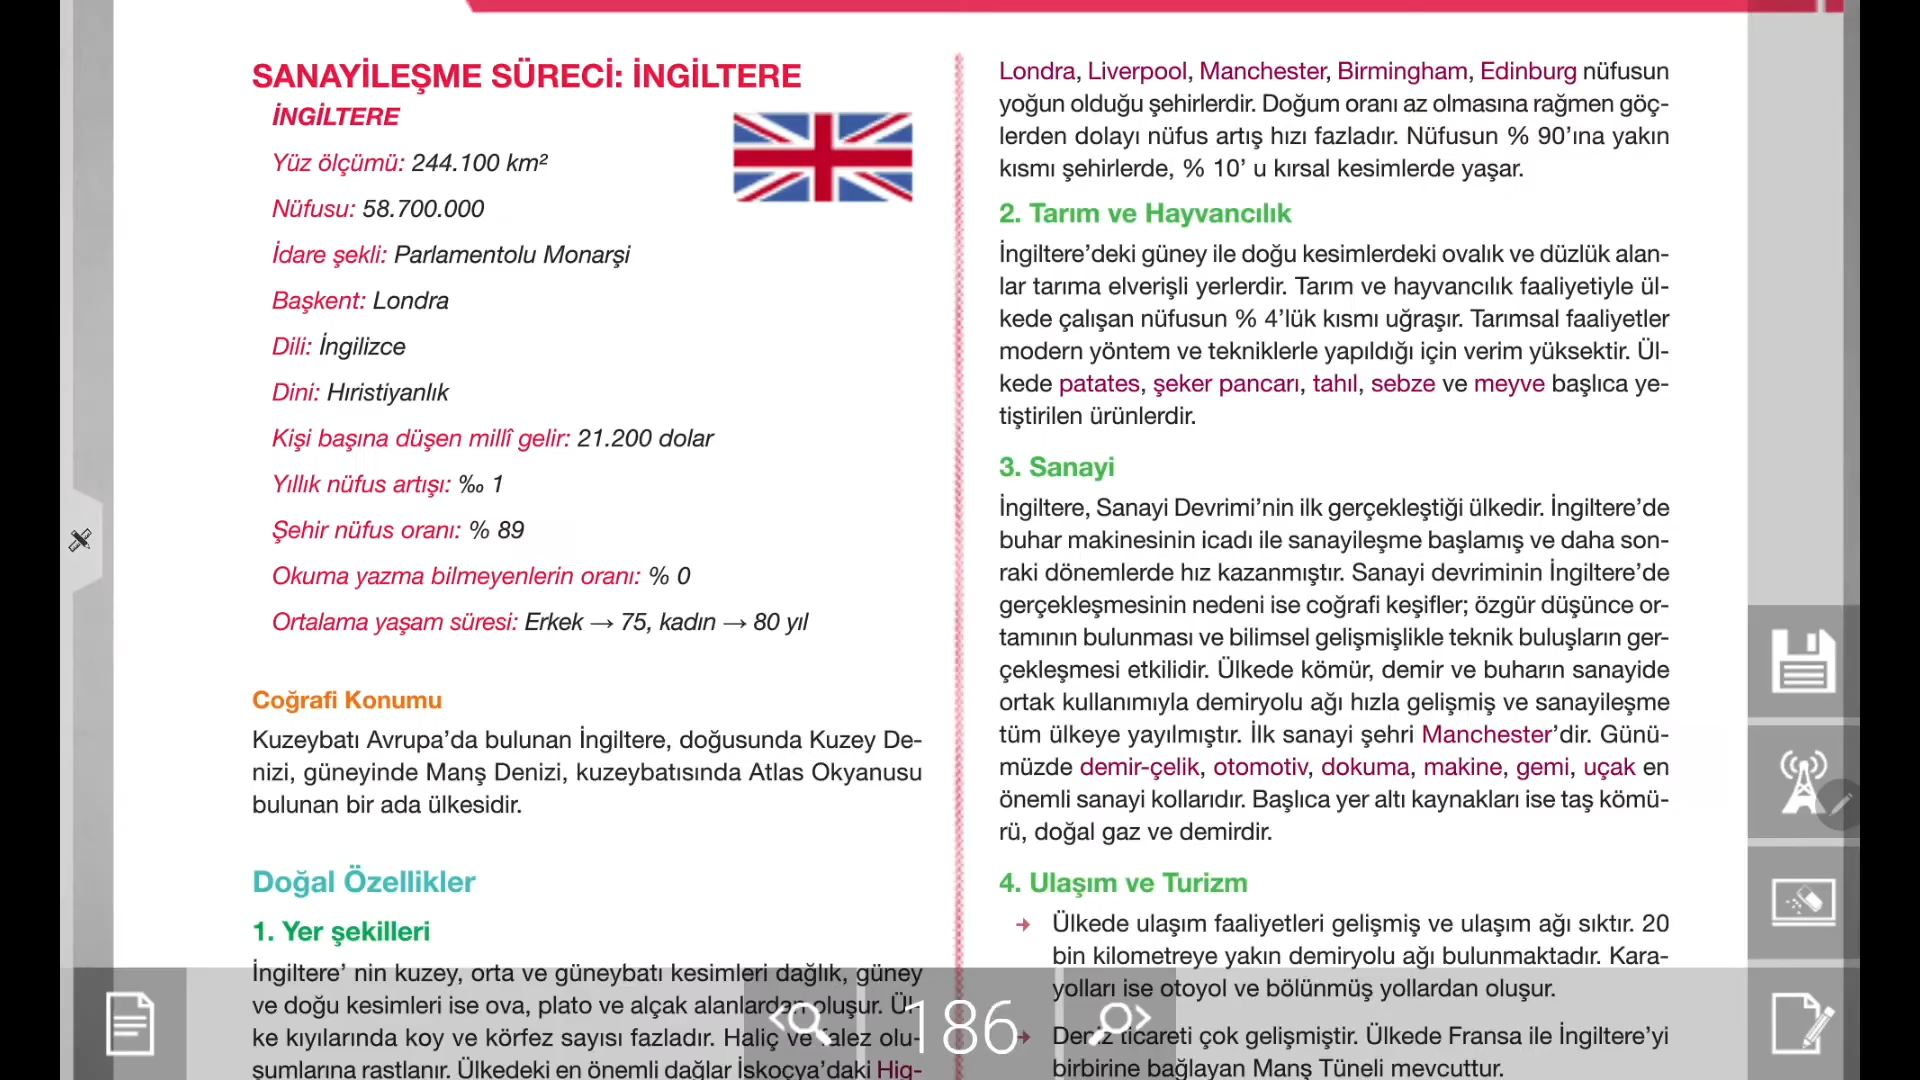 SANAYİLEŞME SÜRECİ: İNGİLTERE
İNGİLTERE
Yüz ölçümü: 244.100 km²
Nüfusu: 58.700.000
İdare şekli: Parlamentolu Monarşi
Başkent: Londra
Dili: İngilizce
Dini: Hıristiyanlık
Kişi başına düşen millî gelir: 21.200 dolar
Yıllık nüfus artışı: ‰ 1
Şehir nüfus oranı: % 89
Okuma yazma bilmeyenlerin oranı: % 0
Ortalama yaşam süresi: Erkek → 75, kadın → 80 yıl
Coğrafi Konumu
Kuzeybatı Avrupa’da bulunan İngiltere, doğusunda Kuzey De-
nizi, güneyinde Manş Denizi, kuzeybatısında Atlas Okyanusu
bulunan bir ada ülkesidir.
Doğal Özellikler
1. Yer şekilleri
İngiltere’ nin kuzey, orta ve güneybatı kesimleri dağlık, güney
ve doğu kesimleri ise ova, plato ve alçak alanlardan oluşur. Ül-
ke kıyılarında koy ve körfez sayısı fazladır. Haliç ve falez olu-
şumlarına rastlanır. Ülkedeki en önemli dağlar İskoçya’daki Hig-
Londra, Liverpool, Manchester, Birmingham, Edinburg nüfusun
yoğun olduğu şehirlerdir. Doğum oranı az olmasına rağmen göç-
lerden dolayı nüfus artış hızı fazladır. Nüfusun % 90’ına yakın
kısmı şehirlerde, % 10’ u kırsal kesimlerde yaşar.
2. Tarım ve Hayvancılık
İngiltere’deki güney ile doğu kesimlerdeki ovalık ve düzlük alan-
lar tarıma elverişli yerlerdir. Tarım ve hayvancılık faaliyetiyle ül-
kede çalışan nüfusun % 4’lük kısmı uğraşır. Tarımsal faaliyetler
modern yöntem ve tekniklerle yapıldığı için verim yüksektir. Ül-
kede patates, şeker pancarı, tahıl, sebze ve meyve başlıca ye-
tiştirilen ürünlerdir.
3. Sanayi
İngiltere, Sanayi Devrimi’nin ilk gerçekleştiği ülkedir. İngiltere’de
buhar makinesinin icadı ile sanayileşme başlamış ve daha son-
raki dönemlerde hız kazanmıştır. Sanayi devriminin İngiltere’de
gerçekleşmesinin nedeni ise coğrafi keşifler; özgür düşünce or-
tamının bulunması ve bilimsel gelişmişlikle teknik buluşların ger-
çekleşmesi etkilidir. Ülkede kömür, demir ve buharın sanayide
ortak kullanımıyla demiryolu ağı hızla gelişmiş ve sanayileşme
tüm ülkeye yayılmıştır. İlk sanayi şehri Manchester’dir. Günü-
müzde demir-çelik, otomotiv, dokuma, makine, gemi, uçak en
önemli sanayi kollarıdır. Başlıca yer altı kaynakları ise taş kömü-
rü, doğal gaz ve demirdir.
4. Ulaşım ve Turizm
Ülkede ulaşım faaliyetleri gelişmiş ve ulaşım ağı sıktır. 20
bin kilometreye yakın demiryolu ağı bulunmaktadır. Kara-
yolları ise otoyol ve bölünmüş yollardan oluşur.
Deniz ticareti çok gelişmiştir. Ülkede Fransa ile İngiltere’yi
birbirine bağlayan Manş Tüneli mevcuttur.
186